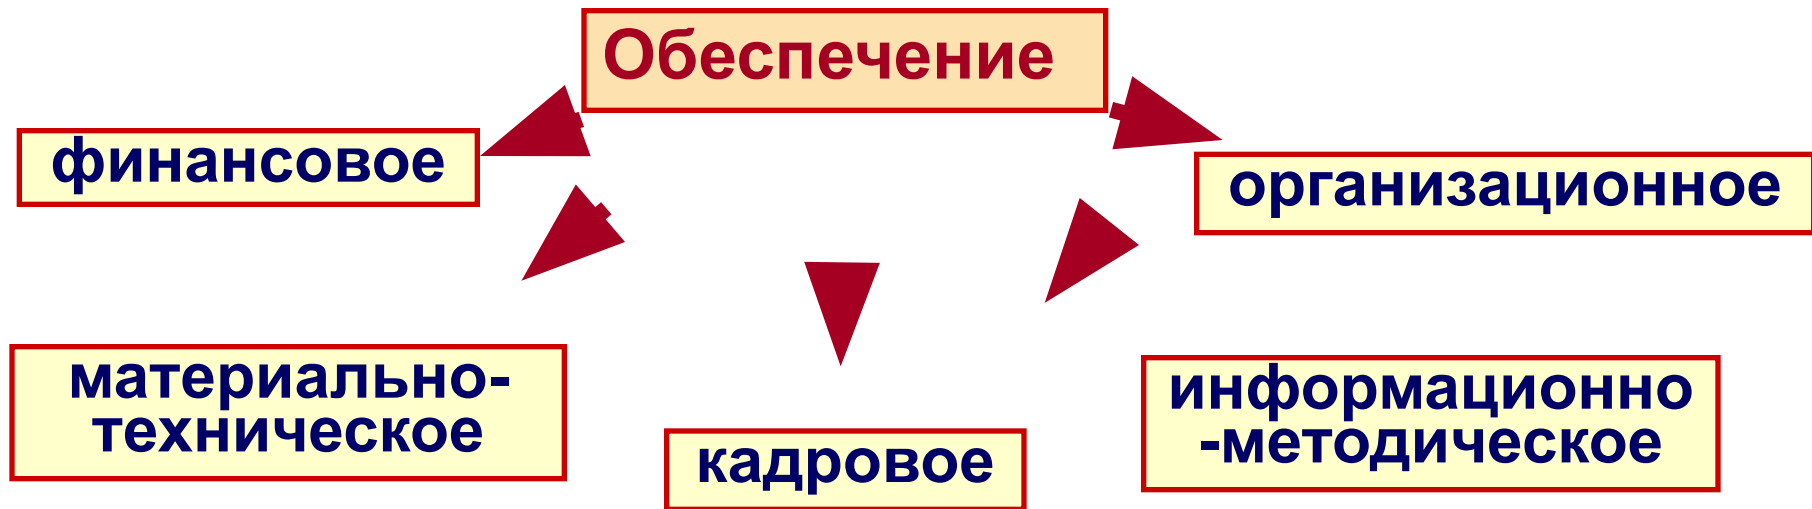 Обеспечение
финансовое
организационное
материально-
техническое
кадровое
информационно
-методическое